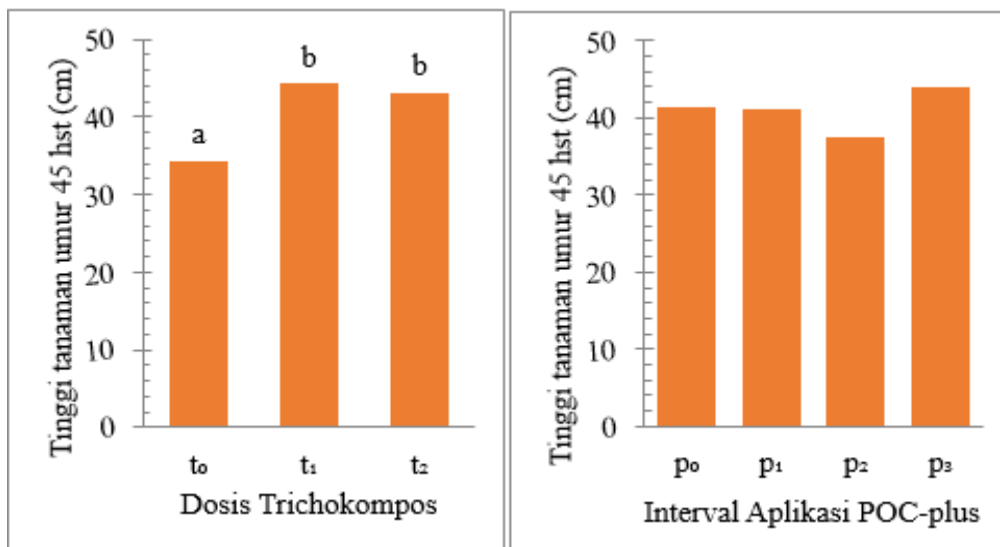 Tinggi tanaman umur 45 hst (cm)
50
40
30
20
10
0
a
b
b
t₀ t₁ t₂
Dosis Trichokompos
Tinggi tanaman umur 45 hst (cm)
50
40
30
20
10
0
p₀ p₁ p₂ p₃
Interval Aplikasi POC-plus